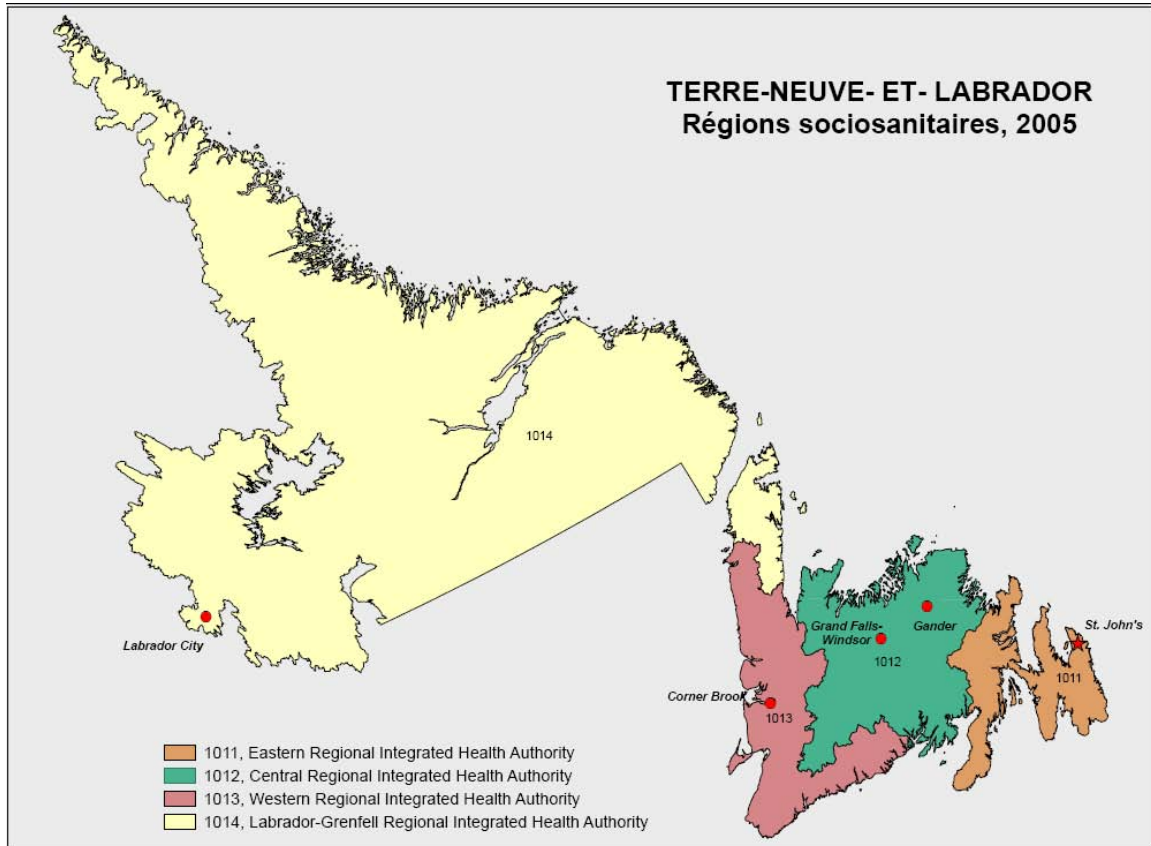 TERRE-NEUVE- ET- LABRADOR
Régions sociosanitaires, 2005
1014
Labrador City
Grand Falls-
Windsor
Gander
1012
St. John's
1011
Corner Brook
1013
1011, Eastern Regional Integrated Health Authority
1012, Central Regional Integrated Health Authority
1013, Western Regional Integrated Health Authority
1014, Labrador-Grenfell Regional Integrated Health Authority